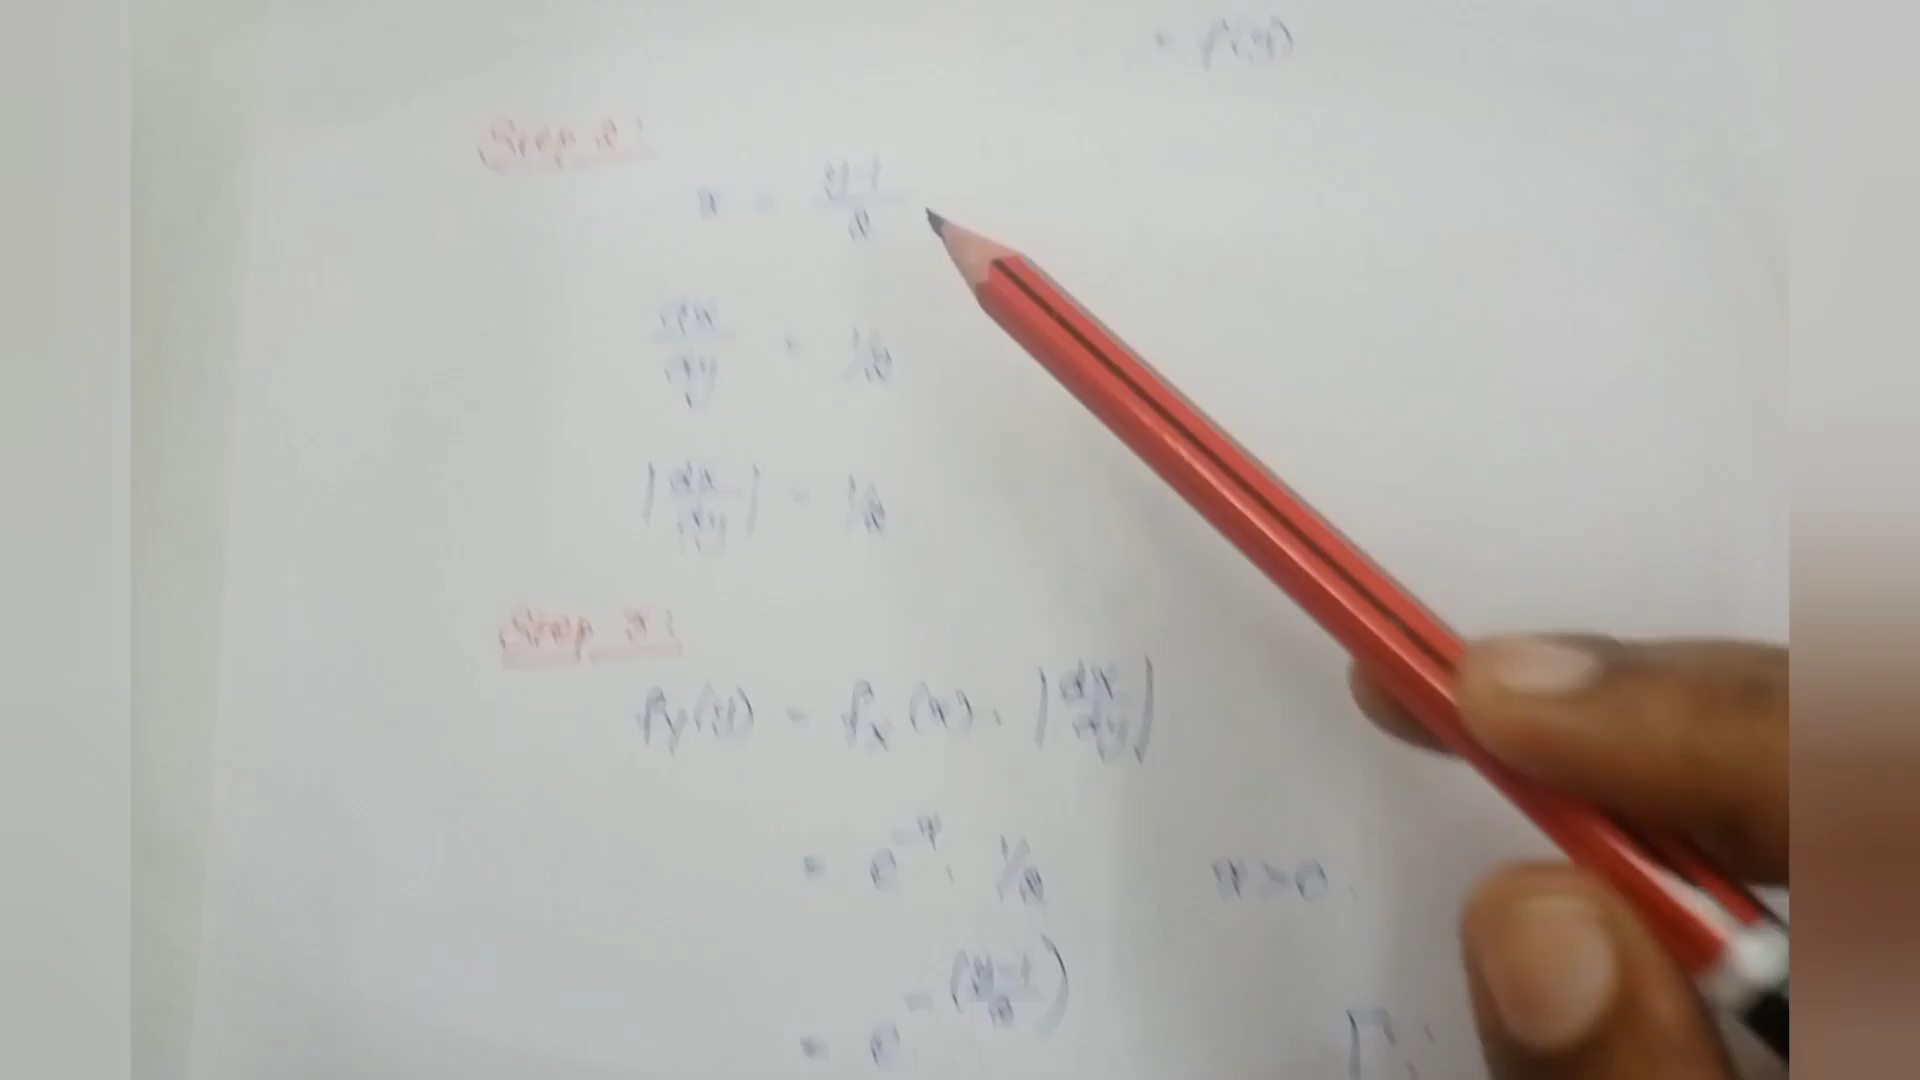 = f(y)
Step 2:
x = y-1/2
dx/dy = 1/2
|dx/dy| = 1/2
Step 3:
fy(y) = fx(x) . |dx/dy|
= e^-x . 1/2 x>0.
= e^-(y-1/2)